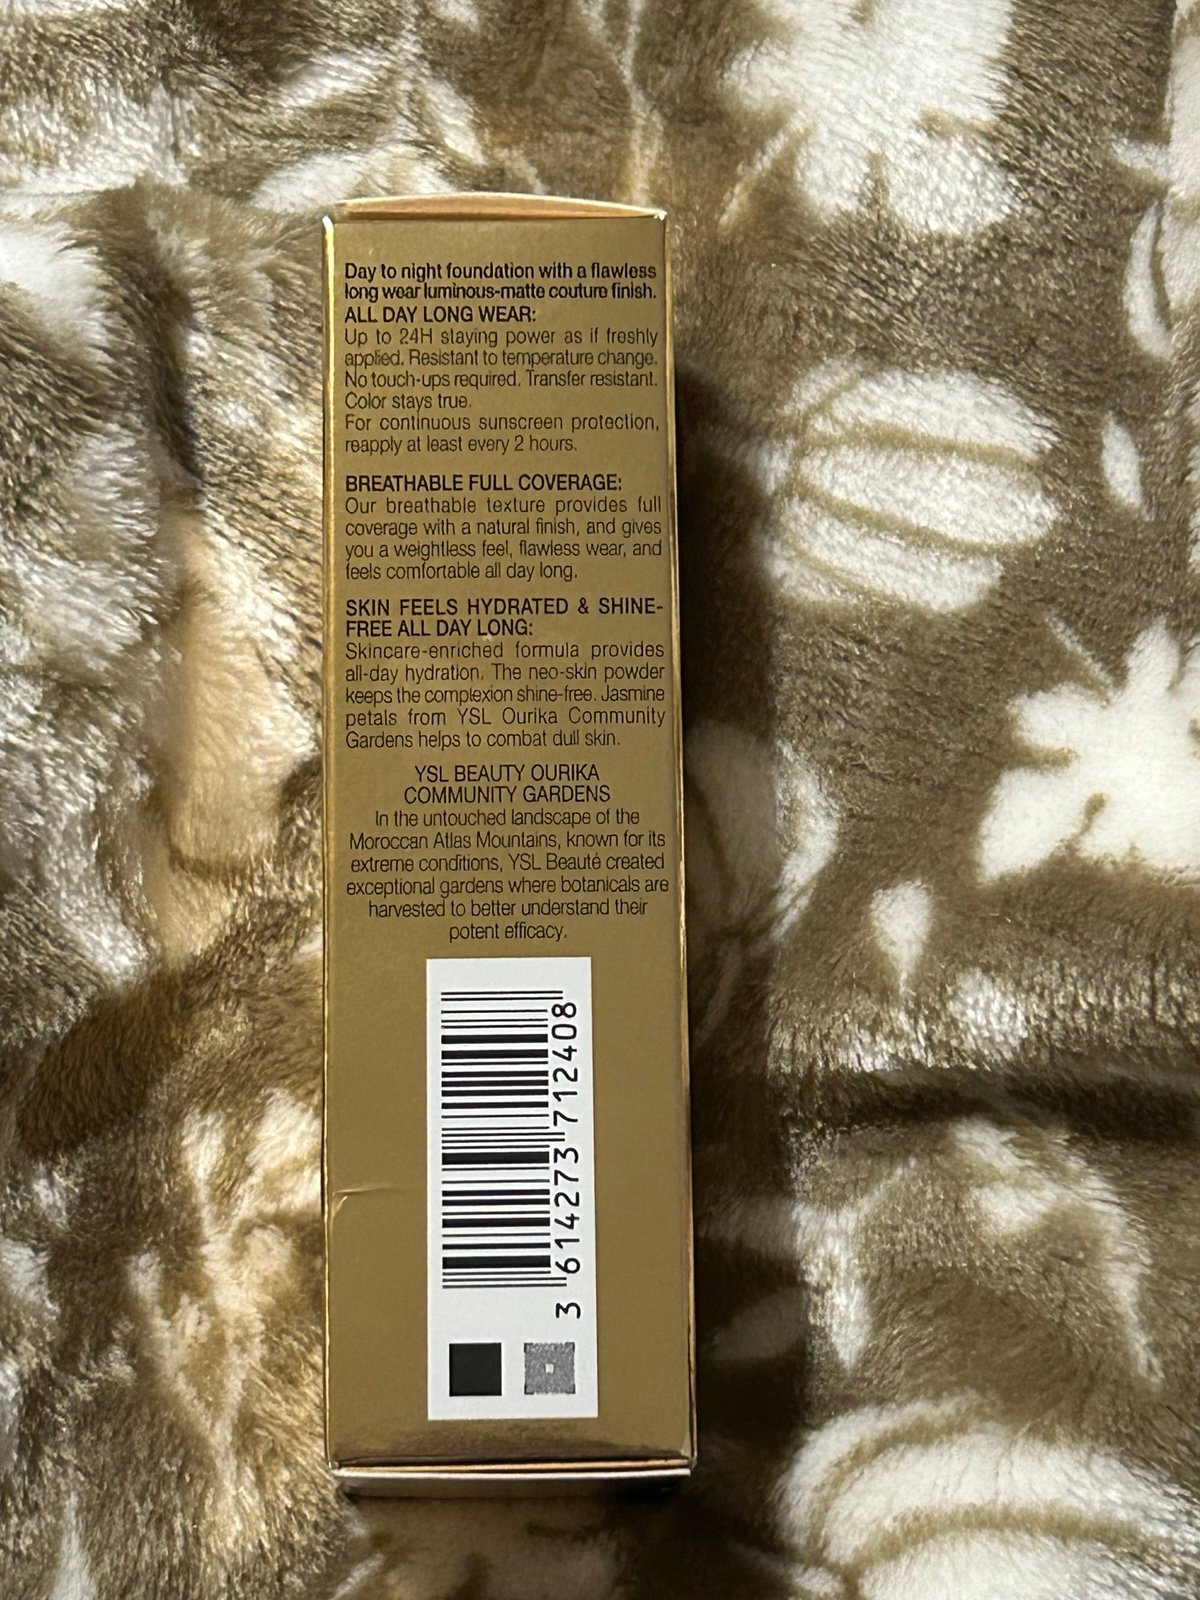 Day to night foundation with a flawless
long wear luminous-matte couture finish.
ALL DAY LONG WEAR:
Up to 24H staying power as if freshly
applied. Resistant to temperature change.
No touch-ups required. Transfer resistant.
Color stays true.
For continuous sunscreen protection,
reapply at least every 2 hours.
BREATHABLE FULL COVERAGE:
Our breathable texture provides full
coverage with a natural finish, and gives
you a weightless feel, flawless wear, and
feels comfortable all day long.
SKIN FEELS HYDRATED & SHINE-
FREE ALL DAY LONG:
Skincare-enriched formula provides
all-day hydration. The neo-skin powder
keeps the complexion shine-free. Jasmine
petals from YSL Ourika Community
Gardens helps to combat dull skin.
YSL BEAUTY OURIKA
COMMUNITY GARDENS
In the untouched landscape of the
Moroccan Atlas Mountains, known for its
extreme conditions, YSL Beauté created
exceptional gardens where botanicals are
harvested to better understand their
potent efficacy.
3 614273 712408